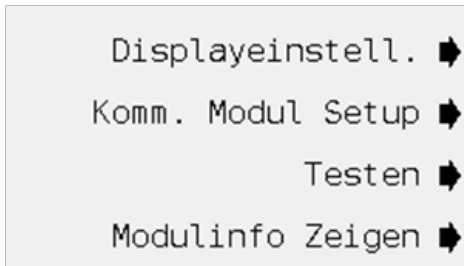 Displayeinstell.
Komm. Modul Setup
Testen
Modulinfo Zeigen